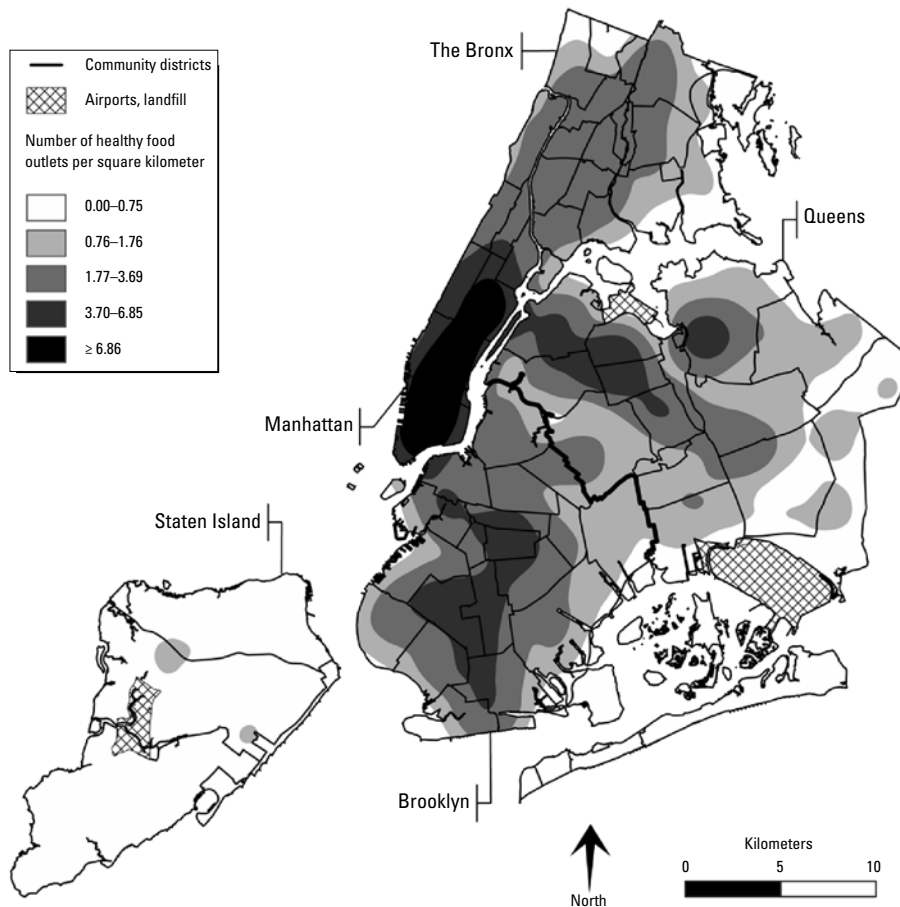 The Bronx
Community districts
Airports, landfill
Number of healthy food
outlets per square kilometer
0.00–0.75
0.76–1.76
1.77–3.69
3.70–6.85
≥ 6.86
Queens
Manhattan
Staten Island
Brooklyn
North
Kilometers
0 5 10